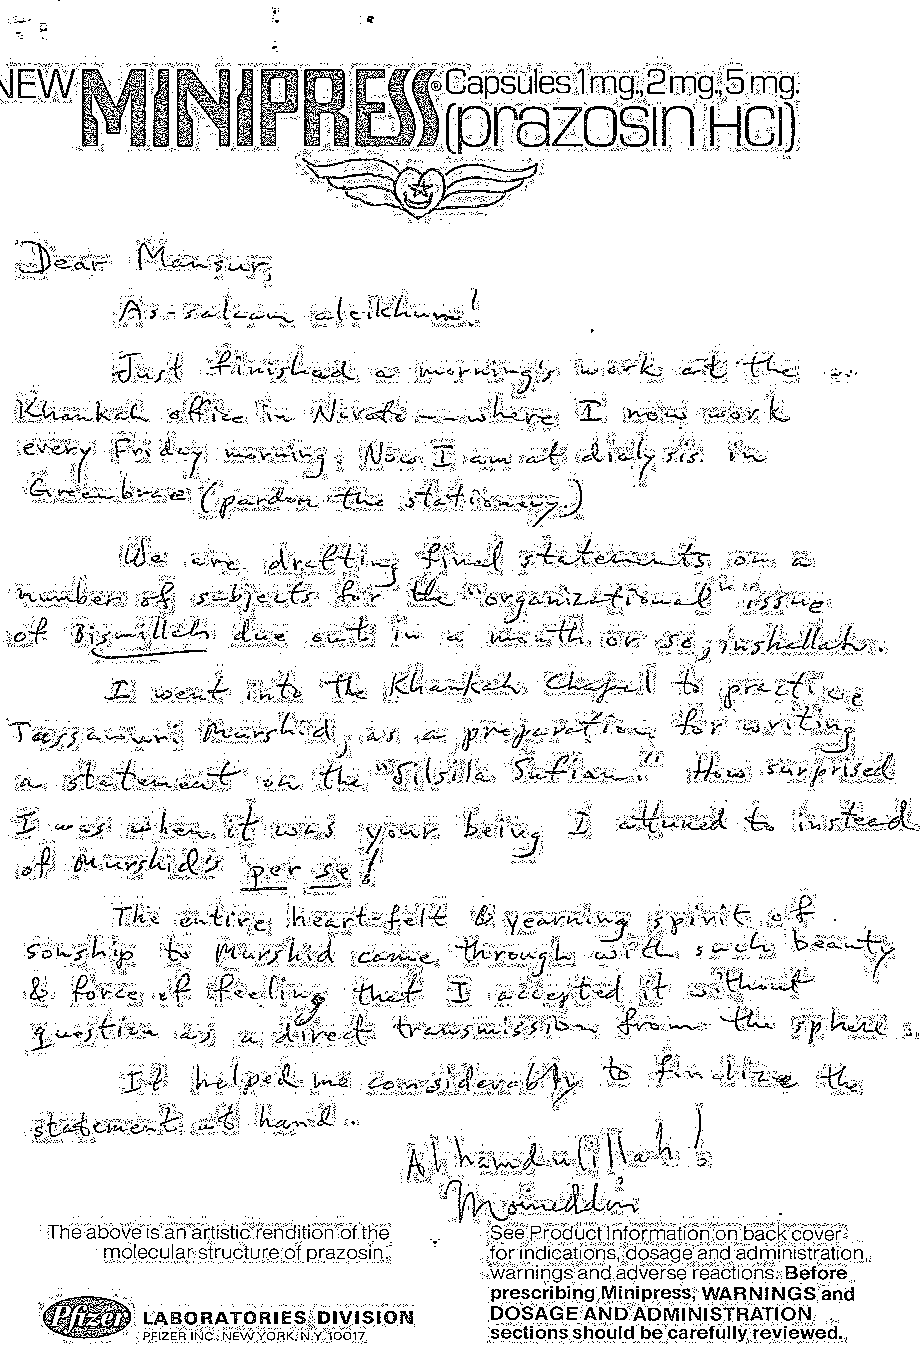 NEW MINIPRESS® Capsules 1mg., 2mg., 5mg.
(prazosin HCl)
Dear Mansur,
As-salaam aleikhum!
Just finished a morning's work at the
Khankah office in Novato—where I now work
every Friday morning. Now I am at dialysis in
Greenbrae (pardon the stationery.)
We are drafting final statements on a
number of subjects for the "organizational" issue
of Bismillah due out in a month or so, inshallah.
I went into the Khankah Chapel to practice
Tassawuri Murshid, as a preparation for writing
a statement on the "Silsila Sufian." How surprised
I was when it was your being I attuned to instead
of Murshid's per se!
The entire heart-felt & yearning spirit of
sonship to Murshid came through with such beauty
& force of feeling that I accepted it without
question as a direct transmission from the sphere s.
It helped me considerably to finalize the
statement at hand.
Alhamdulillah!
Moineddin
The above is an artistic rendition of the
molecular structure of prazosin.
See Product Information on back cover
for indications, dosage and administration,
warnings and adverse reactions. Before
prescribing Minipress, WARNINGS and
DOSAGE AND ADMINISTRATION
sections should be carefully reviewed.
Pfizer LABORATORIES DIVISION
PFIZER INC., NEW YORK, N.Y. 10017